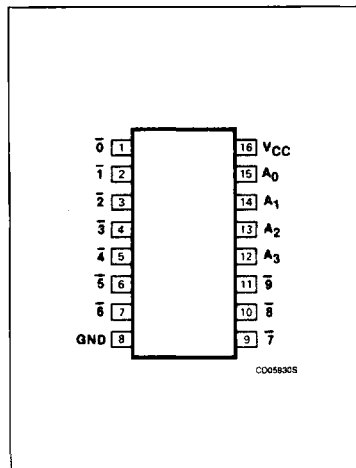 0̅ 1 16 VCC
1̅ 2 15 A0
2̅ 3 14 A1
3̅ 4 13 A2
4̅ 5 12 A3
5̅ 6 11 9̅
6̅ 7 10 8̅
GND 8 9 7̅
CD05930S